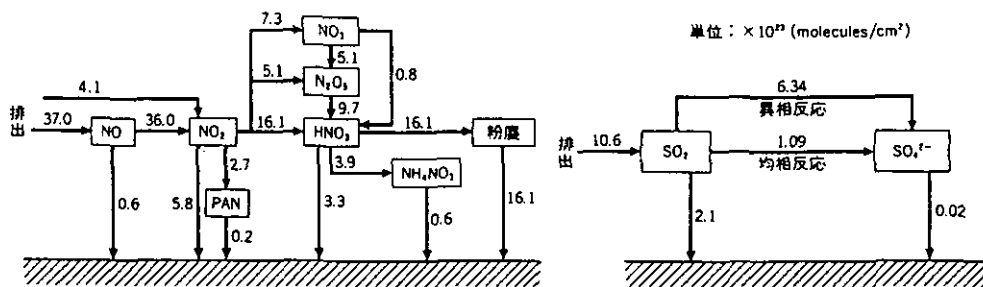 7.3
NO₃
単位：×10²³ (molecules/cm²)
5.1
0.8
4.1
5.1
N₂O₅
6.34
異相反応
排出
37.0
NO
36.0
NO₂
16.1
9.7
HNO₃
16.1
粉塵
排出
10.6
SO₂
1.09
均相反応
SO₄²⁻
2.7
3.9
NH₄NO₃
PAN
0.6
5.8
0.2
3.3
0.6
16.1
2.1
0.02